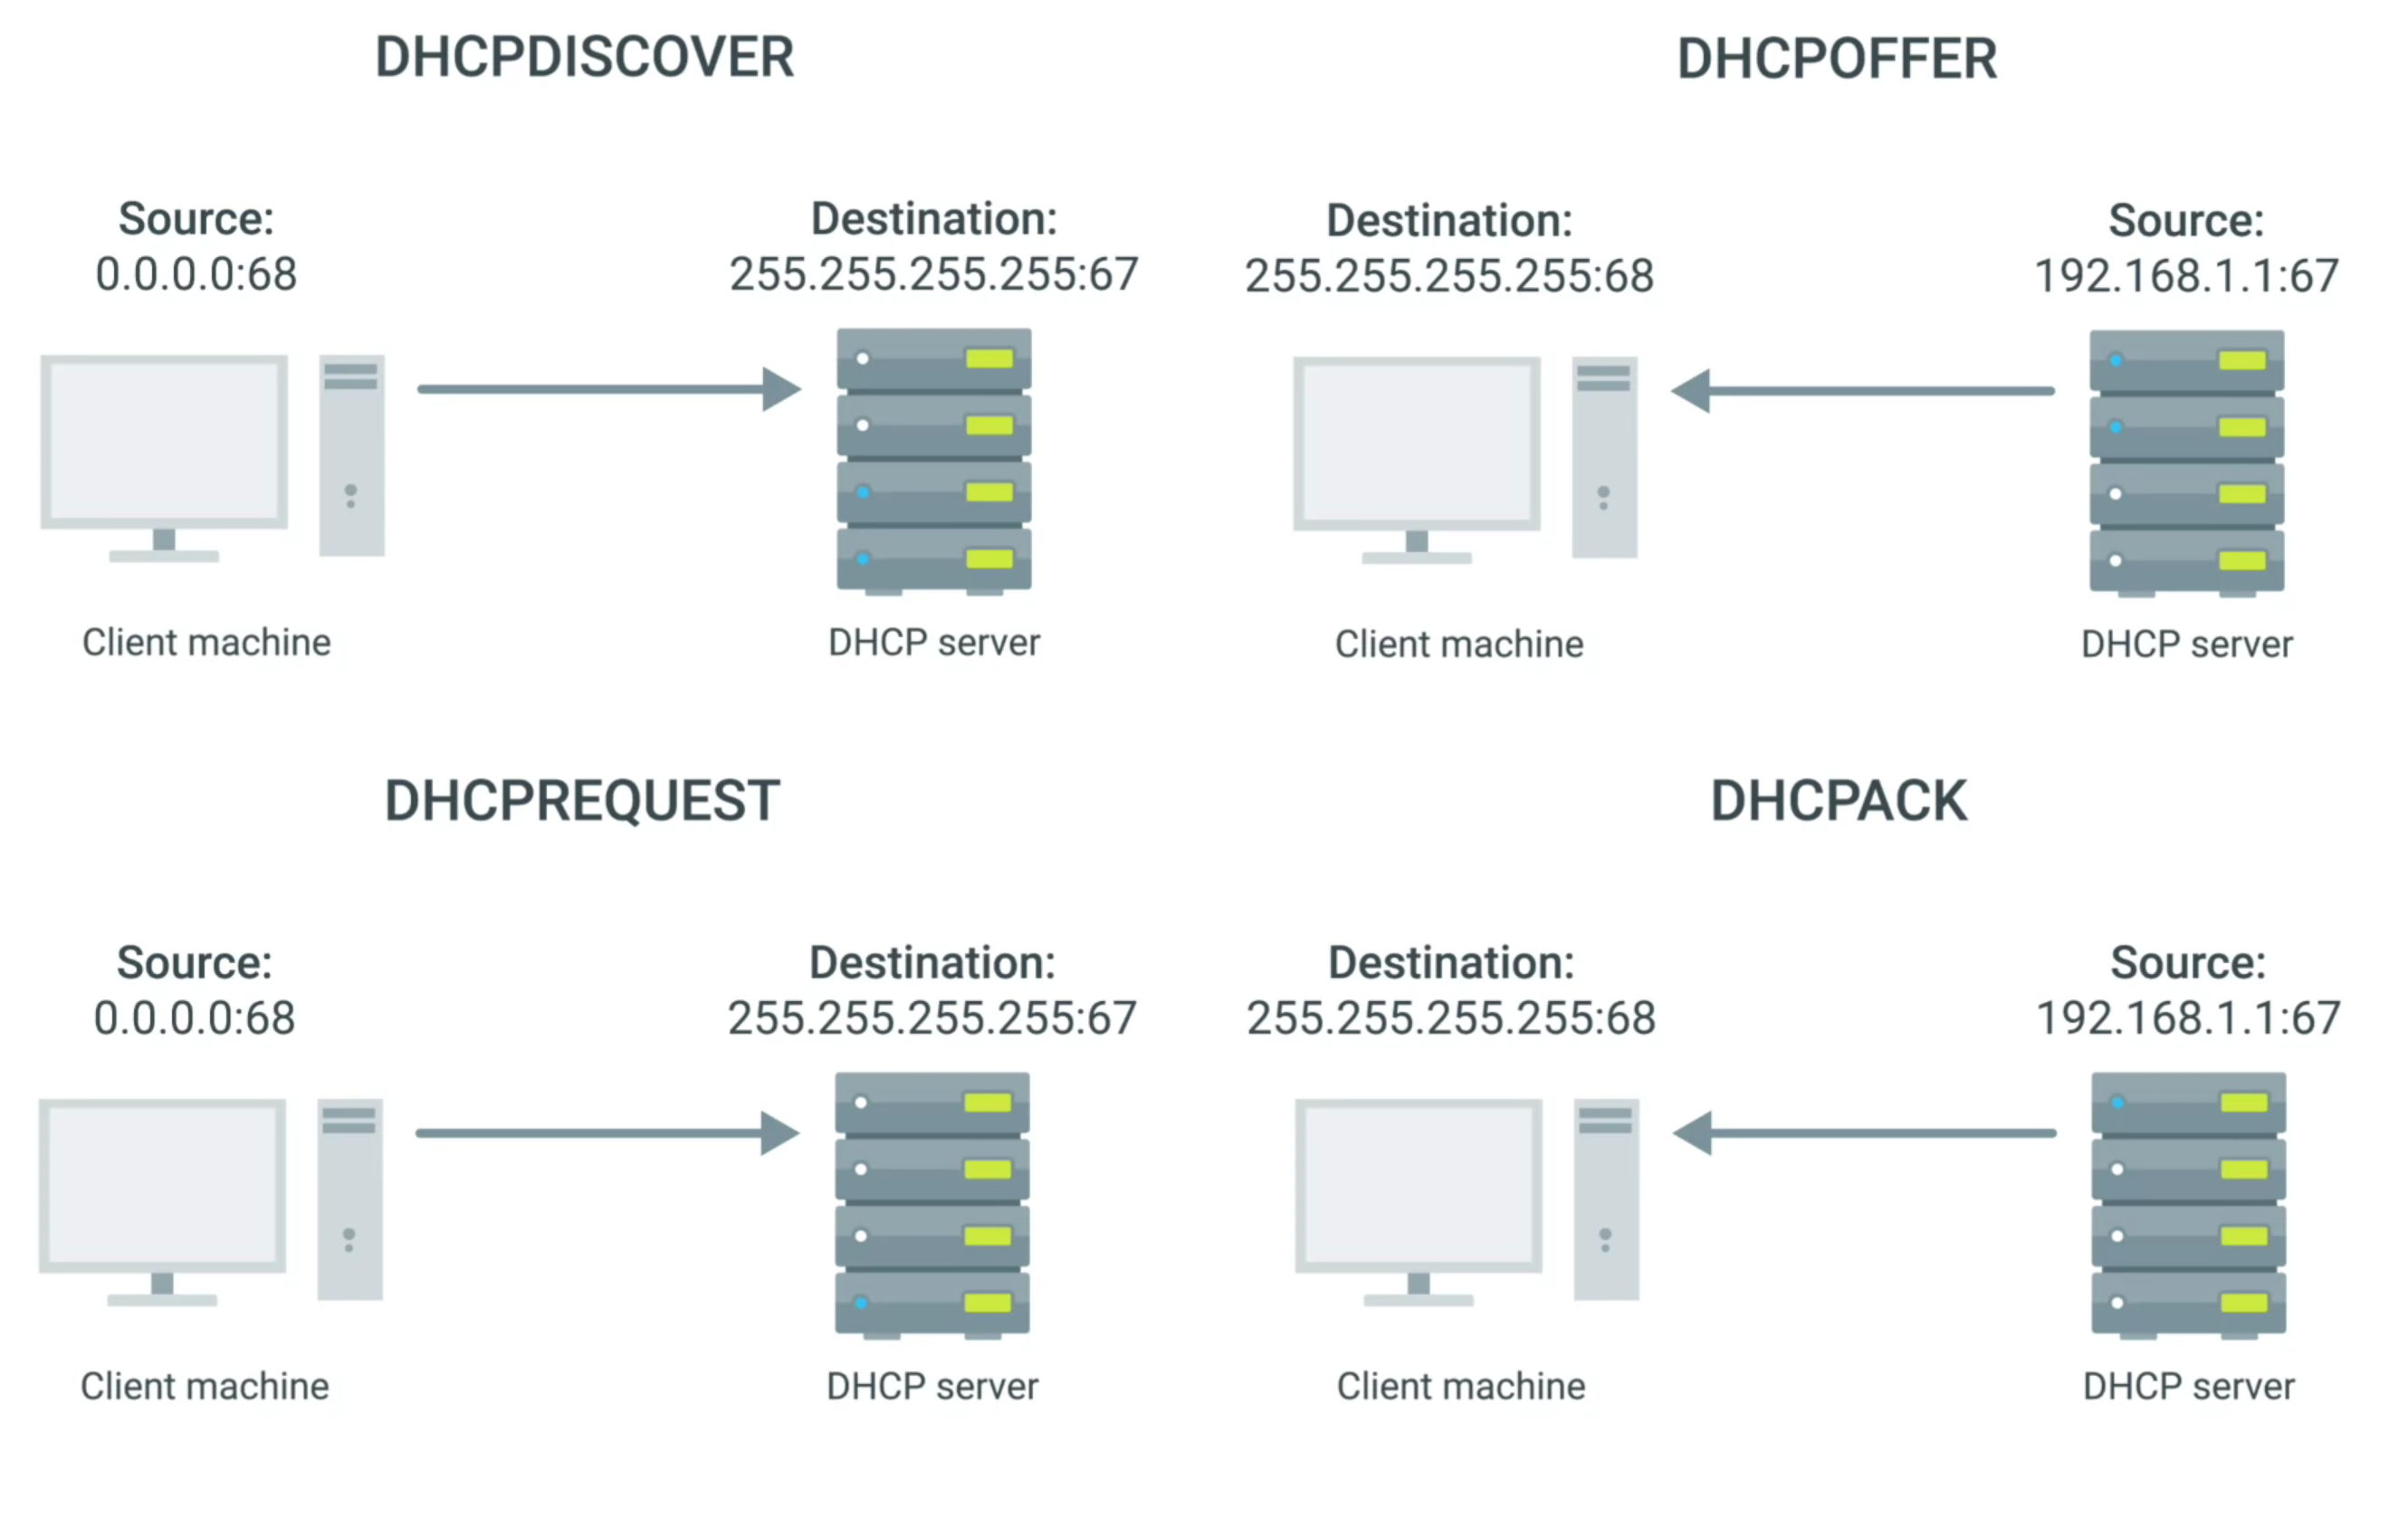 DHCPDISCOVER
Source:
0.0.0.0:68
Destination:
255.255.255.255:67
Client machine
DHCP server
DHCPOFFER
Destination:
255.255.255.255:68
Source:
192.168.1.1:67
Client machine
DHCP server
DHCPREQUEST
Source:
0.0.0.0:68
Destination:
255.255.255.255:67
Client machine
DHCP server
DHCPACK
Destination:
255.255.255.255:68
Source:
192.168.1.1:67
Client machine
DHCP server